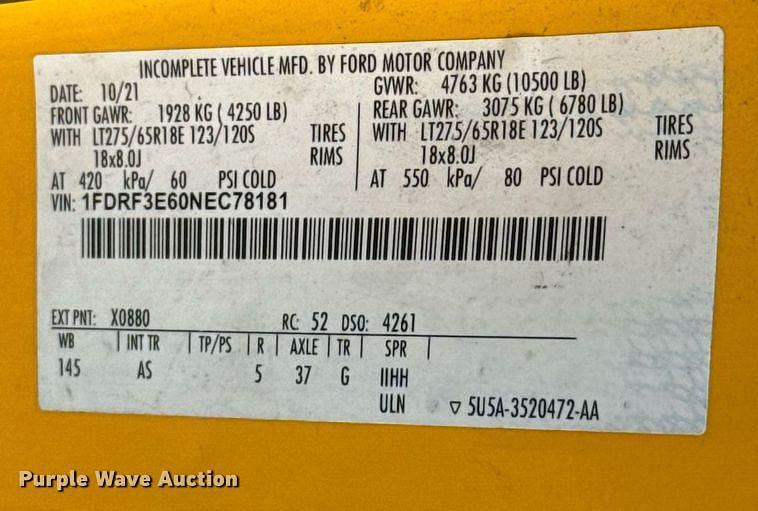 INCOMPLETE VEHICLE MFD. BY FORD MOTOR COMPANY
DATE: 10/21 GVWR: 4763 KG (10500 LB)
FRONT GAWR: 1928 KG ( 4250 LB) REAR GAWR: 3075 KG ( 6780 LB)
WITH LT275/65R18E 123/120S TIRES WITH LT275/65R18E 123/120S TIRES
18x8.0J RIMS 18x8.0J RIMS
AT 420 kPa/ 60 PSI COLD AT 550 kPa/ 80 PSI COLD
VIN: 1FDRF3E60NEC78181
EXT PNT: X0880 RC: 52 DSO: 4261
WB INT TR TP/PS R AXLE TR SPR
145 AS 5 37 G IIHH
ULN ▽ 5U5A-3520472-AA
Purple Wave Auction